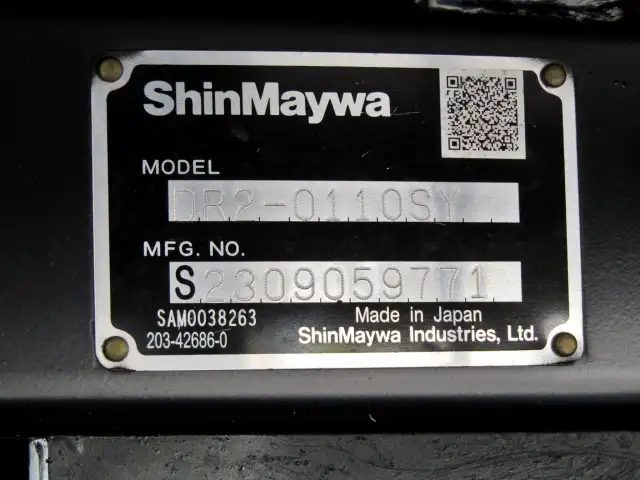 ShinMaywa
MODEL
DR2-0110SY
MFG. NO.
S2309059771
SAM0038263
203-42686-0
Made in Japan
ShinMaywa Industries, Ltd.